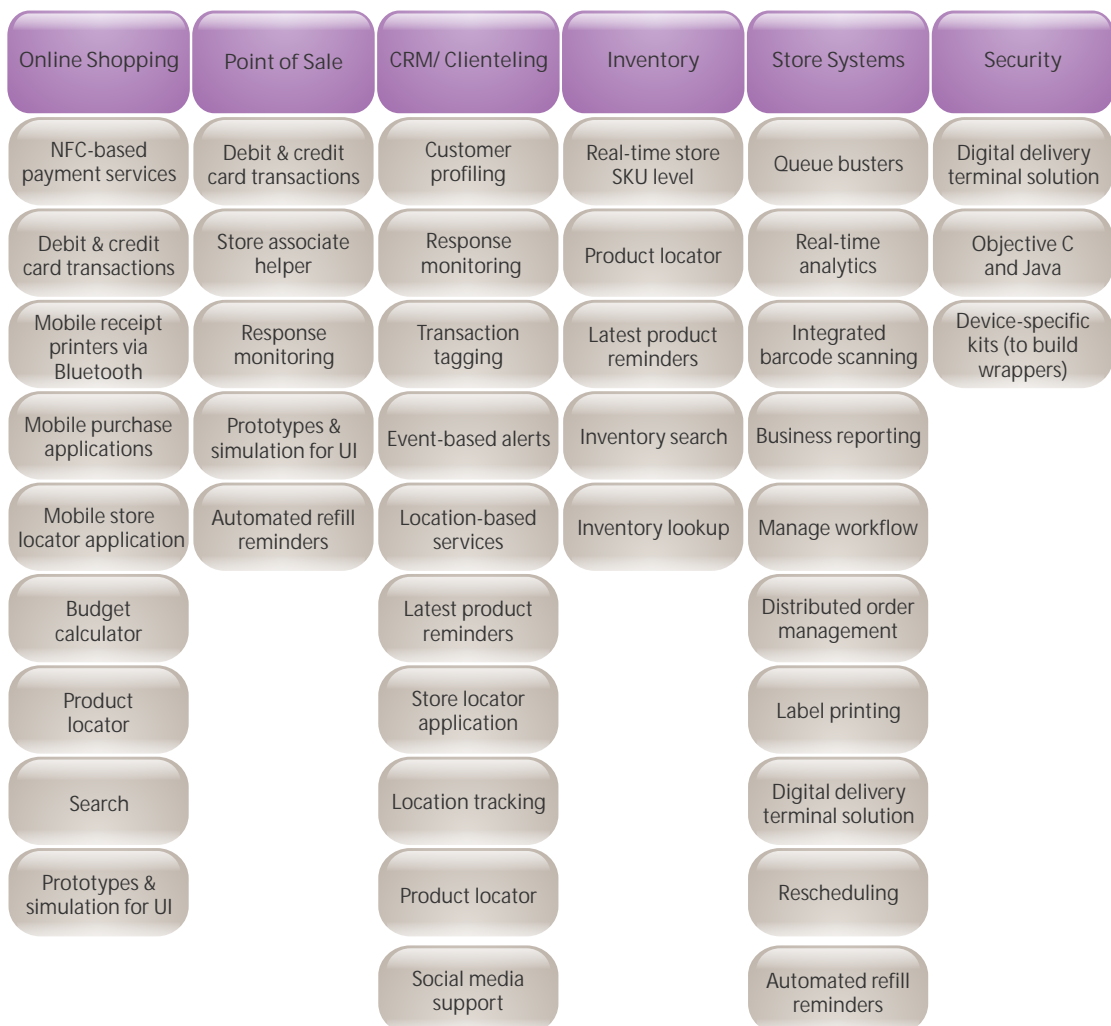 Online Shopping
Point of Sale
CRM/ Clienteling
Inventory
Store Systems
Security
NFC-based
payment services
Debit & credit
card transactions
Customer
profiling
Real-time store
SKU level
Queue busters
Digital delivery
terminal solution
Debit & credit
card transactions
Store associate
helper
Response
monitoring
Product locator
Real-time
analytics
Objective C
and Java
Mobile receipt
printers via
Bluetooth
Response
monitoring
Transaction
tagging
Latest product
reminders
Integrated
barcode scanning
Device-specific
kits (to build
wrappers)
Mobile purchase
applications
Prototypes &
simulation for UI
Event-based alerts
Inventory search
Business reporting
Mobile store
locator application
Automated refill
reminders
Location-based
services
Inventory lookup
Manage workflow
Budget
calculator
Latest product
reminders
Distributed order
management
Product
locator
Store locator
application
Label printing
Search
Location tracking
Digital delivery
terminal solution
Prototypes &
simulation for UI
Product locator
Rescheduling
Social media
support
Automated refill
reminders